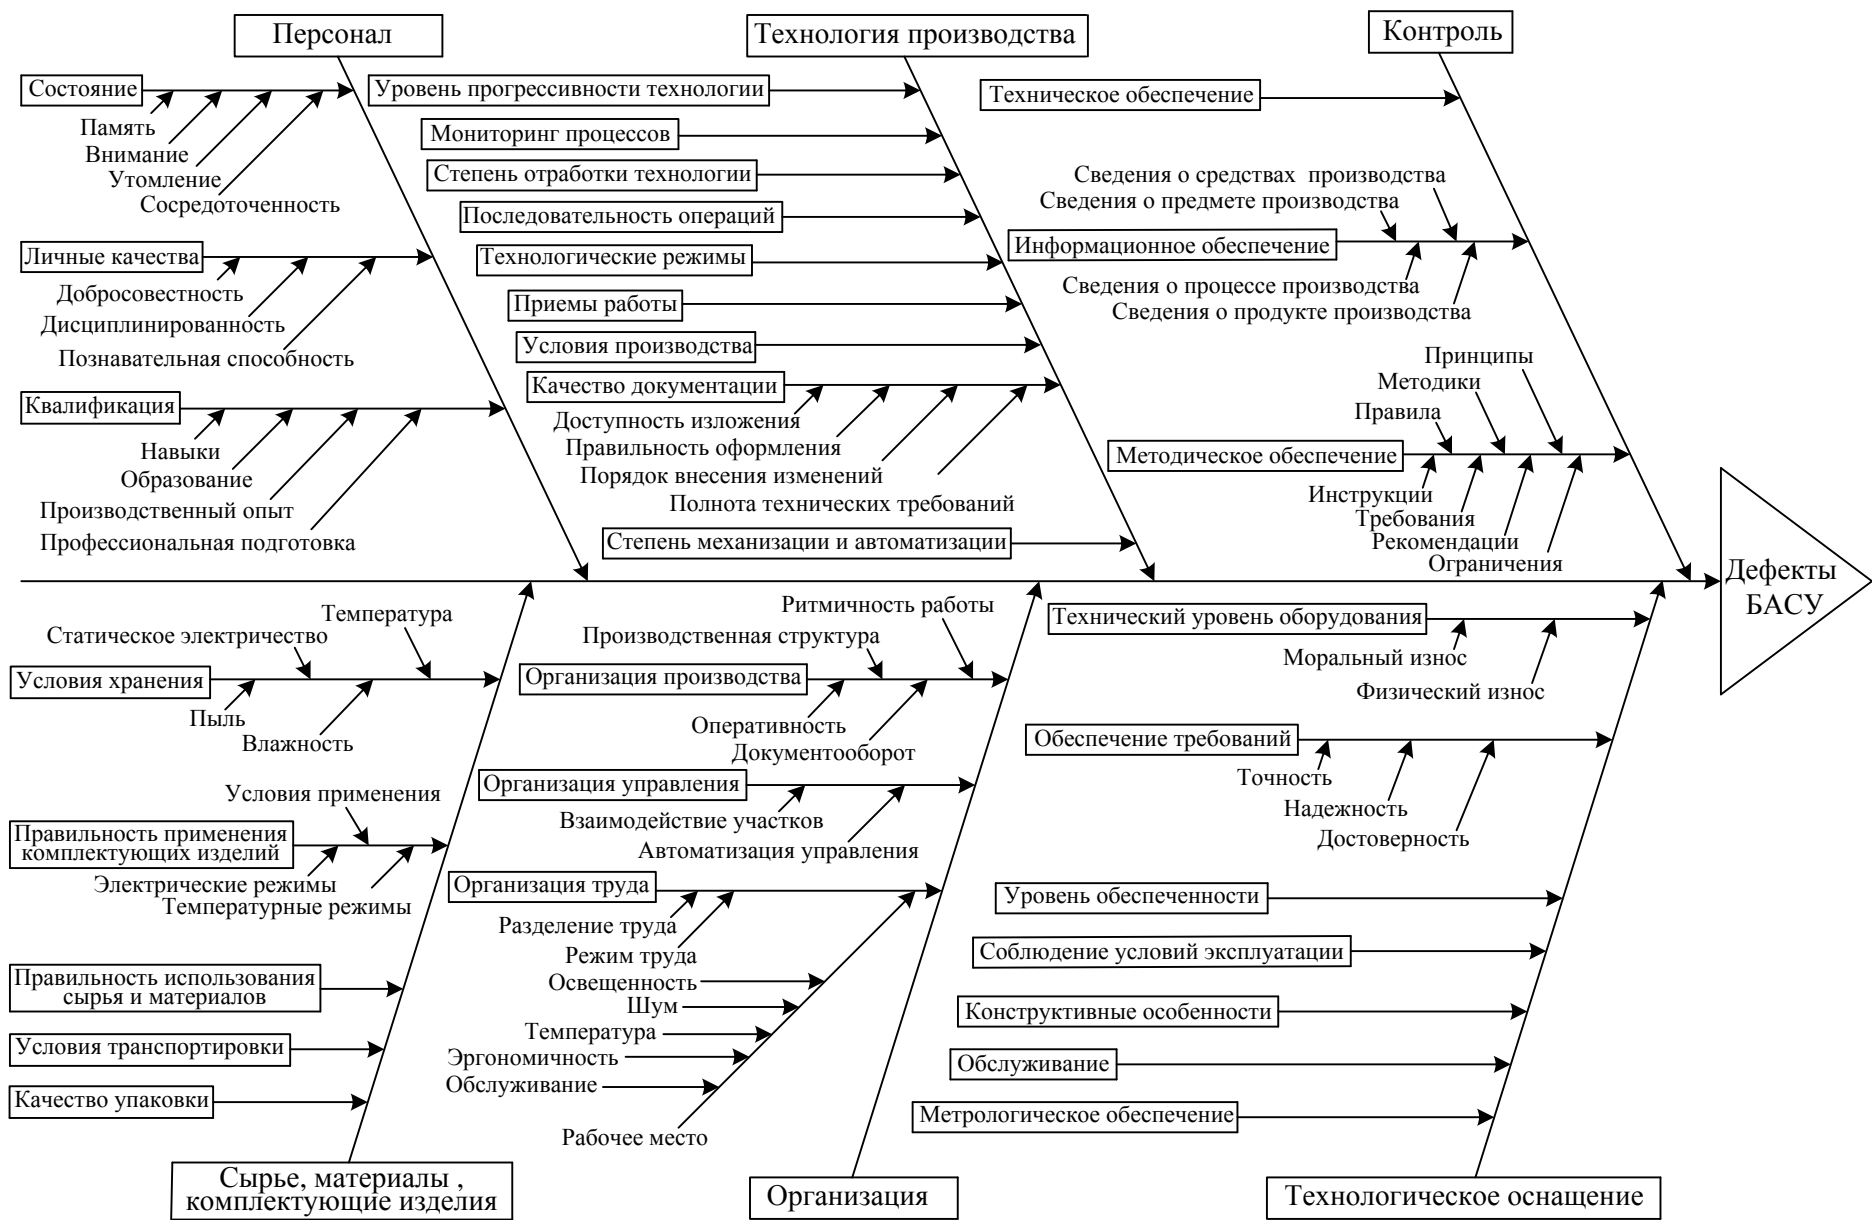 Персонал
Состояние
Память
Внимание
Утомление
Сосредоточенность
Личные качества
Добросовестность
Дисциплинированность
Познавательная способность
Квалификация
Навыки
Образование
Производственный опыт
Профессиональная подготовка
Технология производства
Уровень прогрессивности технологии
Мониторинг процессов
Степень отработки технологии
Последовательность операций
Технологические режимы
Приемы работы
Условия производства
Качество документации
Доступность изложения
Правильность оформления
Порядок внесения изменений
Полнота технических требований
Степень механизации и автоматизации
Контроль
Техническое обеспечение
Сведения о средствах производства
Сведения о предмете производства
Информационное обеспечение
Сведения о процессе производства
Сведения о продукте производства
Принципы
Методики
Правила
Методическое обеспечение
Инструкции
Требования
Рекомендации
Ограничения
Дефекты
БАСУ
Температура
Статическое электричество
Условия хранения
Пыль
Влажность
Условия применения
Правильность применения
комплектующих изделий
Электрические режимы
Температурные режимы
Правильность использования
сырья и материалов
Условия транспортировки
Качество упаковки
Сырье, материалы ,
комплектующие изделия
Ритмичность работы
Производственная структура
Организация производства
Оперативность
Документооборот
Организация управления
Взаимодействие участков
Автоматизация управления
Организация труда
Разделение труда
Режим труда
Освещенность
Шум
Температура
Эргономичность
Обслуживание
Рабочее место
Организация
Технический уровень оборудования
Моральный износ
Физический износ
Обеспечение требований
Точность
Надежность
Достоверность
Уровень обеспеченности
Соблюдение условий эксплуатации
Конструктивные особенности
Обслуживание
Метрологическое обеспечение
Технологическое оснащение